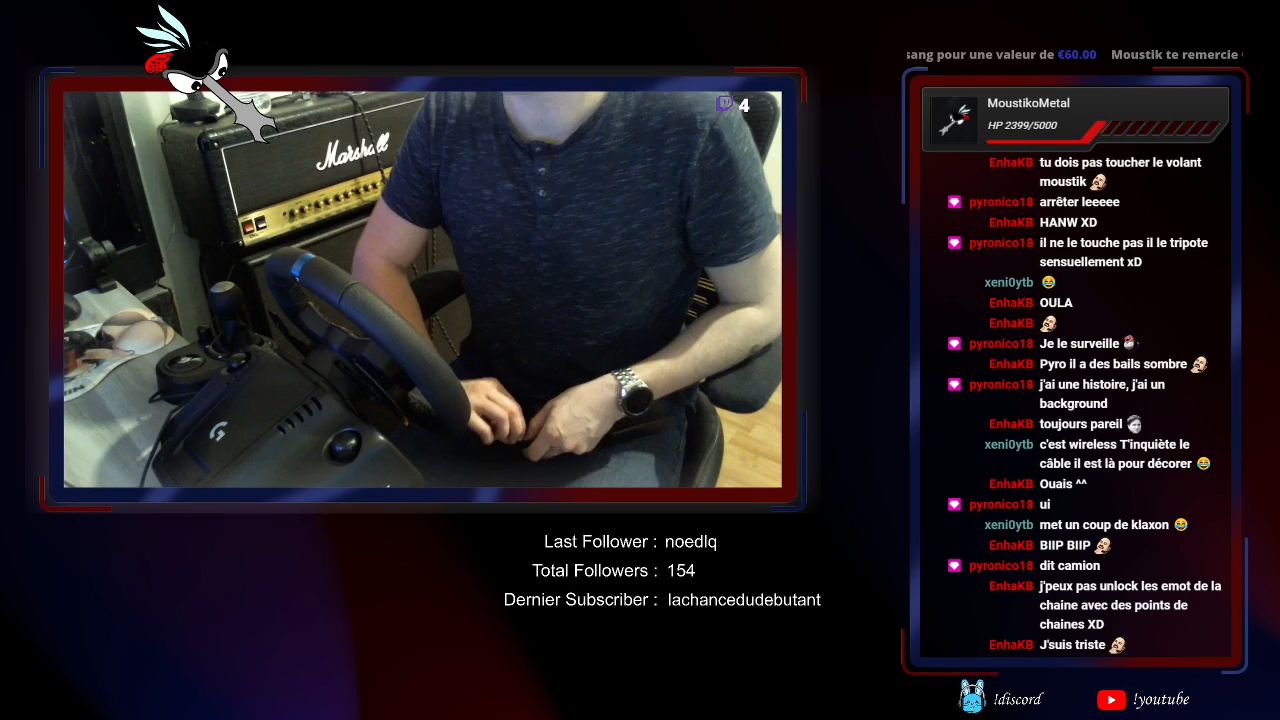 sang pour une valeur de €60.00 Moustik te remercie
4
Marshall
G
MoustikoMetal
HP 2399/5000
EnhaKB tu dois pas toucher le volant
moustik
pyronico18 arrêter leeeee
EnhaKB HANW XD
pyronico18 il ne le touche pas il le tripote
sensuellement xD
xeni0ytb
EnhaKB OULA
EnhaKB
pyronico18 Je le surveille
EnhaKB Pyro il a des bails sombre
pyronico18 j'ai une histoire, j'ai un
background
EnhaKB toujours pareil
xeni0ytb c'est wireless T'inquiète le
câble il est là pour décorer
EnhaKB Ouais ^^
pyronico18 ui
xeni0ytb met un coup de klaxon
EnhaKB BIIP BIIP
pyronico18 dit camion
EnhaKB j'peux pas unlock les emot de la
chaine avec des points de
chaines XD
EnhaKB J'suis triste
Last Follower : noedlq
Total Followers : 154
Dernier Subscriber : lachancedudebutant
!discord
!youtube